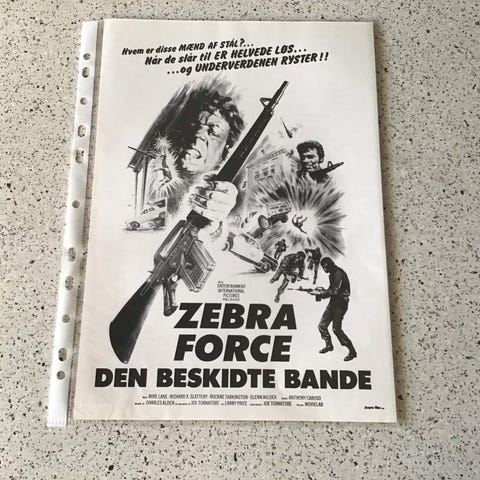 Hvem er disse MÆND AF STÅL?...
Når de slår til ER HELVEDE LØS...
...og UNDERVERDENEN RYSTER!!
ENTERTAINMENT
INTERNATIONAL
PICTURES
RELEASE
ZEBRA
FORCE
DEN BESKIDTE BANDE
MIKE LANE · RICHARD X. SLATTERY · ROCKNE TARKINGTON · GLENN WILDER ANTHONY CARUSO
CHARLES ALDEN JOE TORNATORE LARRY PRICE JOE TORNATORE MOVIELAB